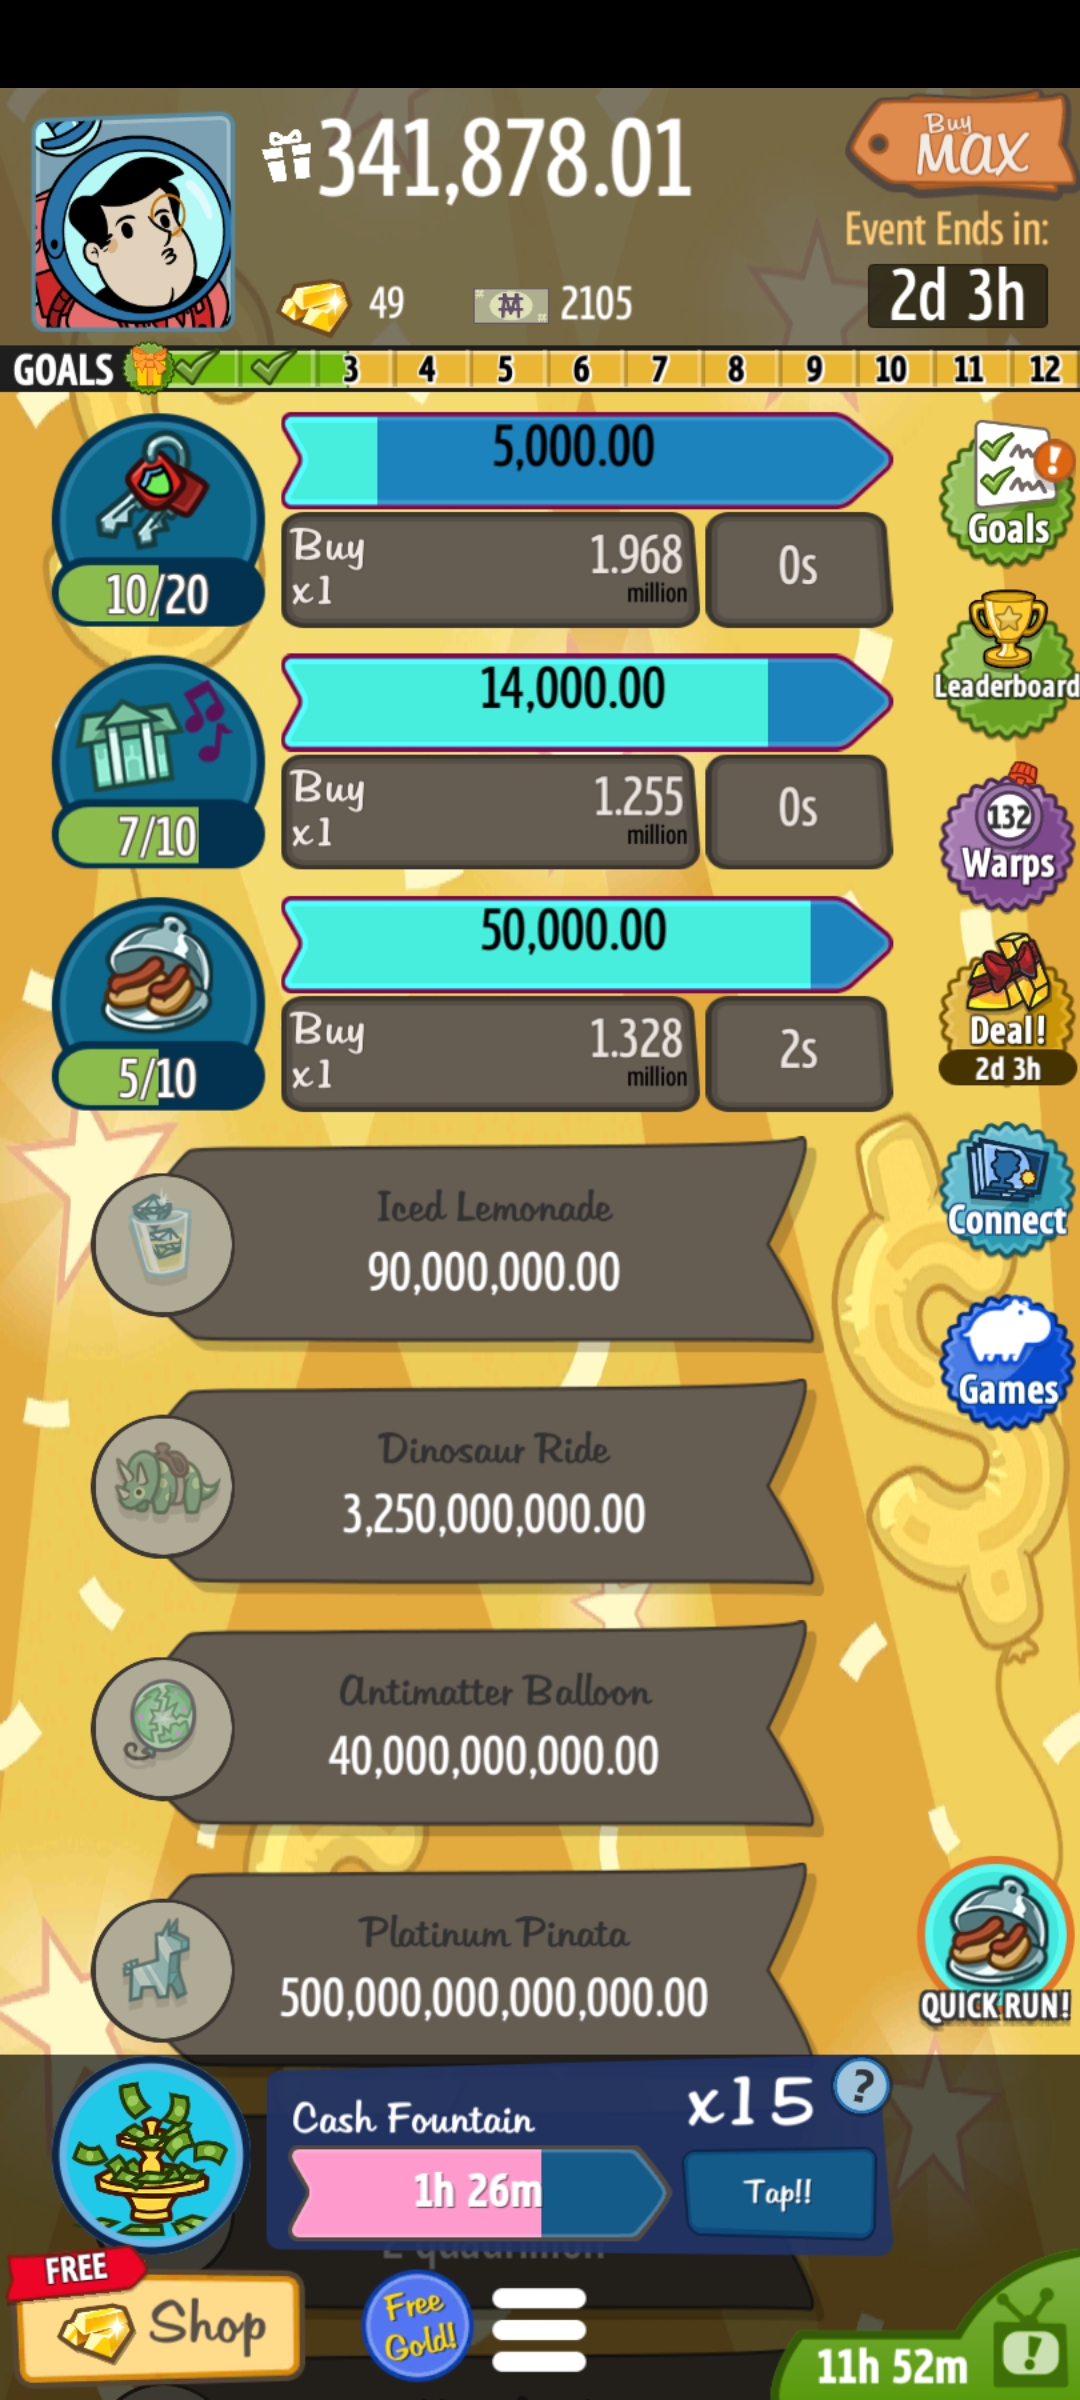 341,878.01
Buy
MAX
Event Ends in:
49
2105
2d 3h
GOALS 3 4 5 6 7 8 9 10 11 12
5,000.00
Buy
x1
1.968
million
0s
10/20
Goals
14,000.00
Buy
x1
1.255
million
0s
7/10
Leaderboard
132
Warps
50,000.00
Buy
x1
1.328
million
2s
5/10
Deal!
2d 3h
Iced Lemonade
90,000,000.00
Connect
Dinosaur Ride
3,250,000,000.00
Games
Antimatter Balloon
40,000,000,000.00
Platinum Pinata
500,000,000,000,000.00
QUICK RUN!
Cash Fountain
x15
?
1h 26m
Tap!!
2 quadrillion
FREE
Shop
Free
Gold!
11h 52m